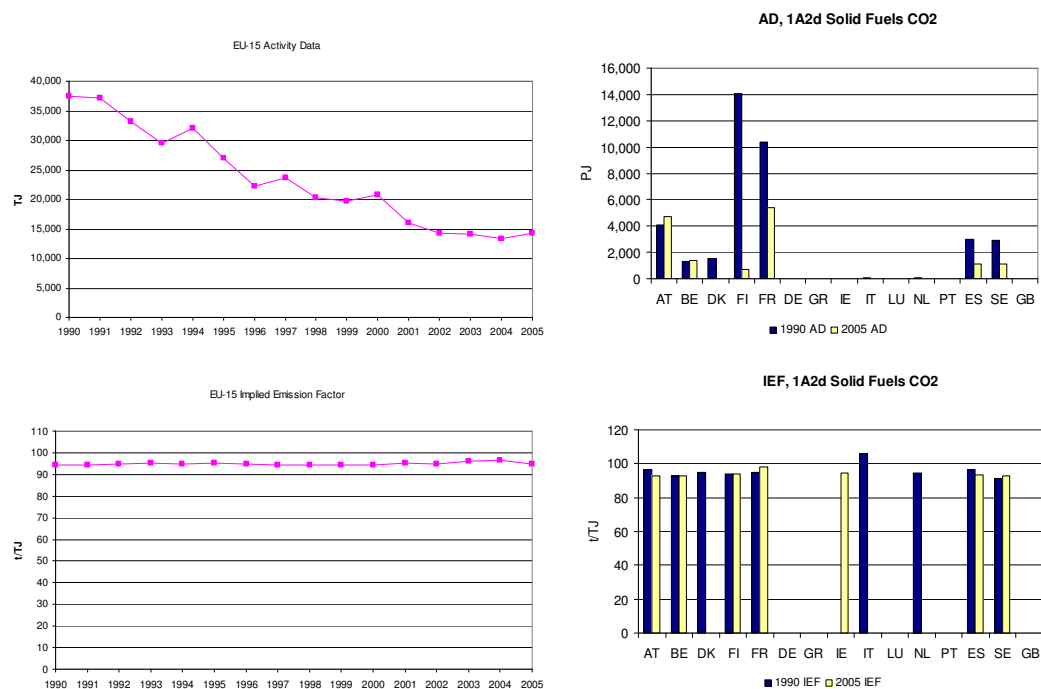 EU-15 Activity Data
40,000
35,000
30,000
25,000
20,000
15,000
10,000
5,000
0
TJ
1990 1991 1992 1993 1994 1995 1996 1997 1998 1999 2000 2001 2002 2003 2004 2005
AD, 1A2d Solid Fuels CO2
16,000
14,000
12,000
10,000
8,000
6,000
4,000
2,000
0
PJ
AT BE DK FI FR DE GR IE IT LU NL PT ES SE GB
1990 AD 2005 AD
EU-15 Implied Emission Factor
110
100
90
80
70
60
50
40
30
20
10
0
t/TJ
1990 1991 1992 1993 1994 1995 1996 1997 1998 1999 2000 2001 2002 2003 2004 2005
IEF, 1A2d Solid Fuels CO2
120
100
80
60
40
20
0
t/TJ
AT BE DK FI FR DE GR IE IT LU NL PT ES SE GB
1990 IEF 2005 IEF